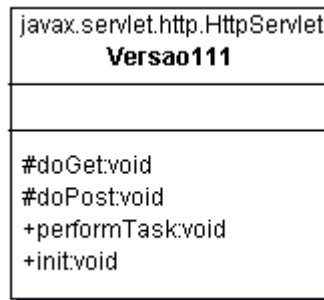 javax.servlet.http.HttpServlet
Versao111
#doGet:void
#doPost:void
+performTask:void
+init:void